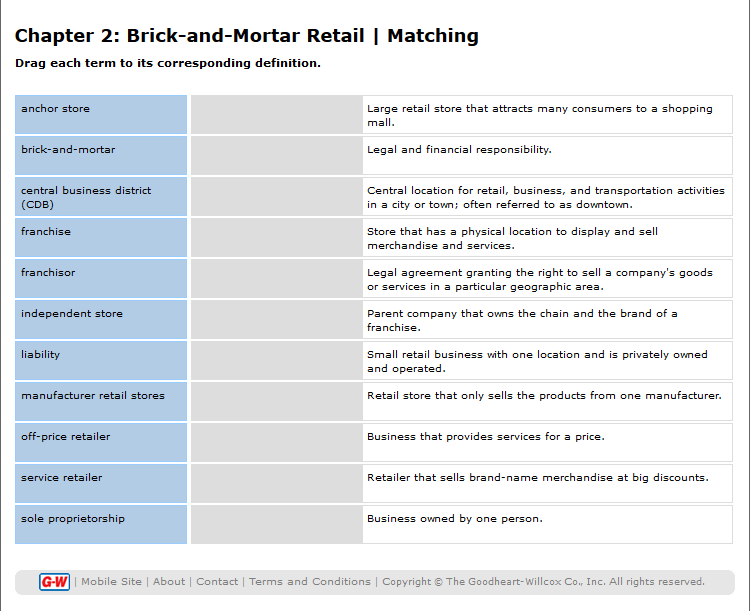 Chapter 2: Brick-and-Mortar Retail | Matching
Drag each term to its corresponding definition.
anchor store
Large retail store that attracts many consumers to a shopping
mall.
brick-and-mortar
Legal and financial responsibility.
central business district
(CDB)
Central location for retail, business, and transportation activities
in a city or town; often referred to as downtown.
franchise
Store that has a physical location to display and sell
merchandise and services.
franchisor
Legal agreement granting the right to sell a company's goods
or services in a particular geographic area.
independent store
Parent company that owns the chain and the brand of a
franchise.
liability
Small retail business with one location and is privately owned
and operated.
manufacturer retail stores
Retail store that only sells the products from one manufacturer.
off-price retailer
Business that provides services for a price.
service retailer
Retailer that sells brand-name merchandise at big discounts.
sole proprietorship
Business owned by one person.
G-W | Mobile Site | About | Contact | Terms and Conditions | Copyright © The Goodheart-Willcox Co., Inc. All rights reserved.